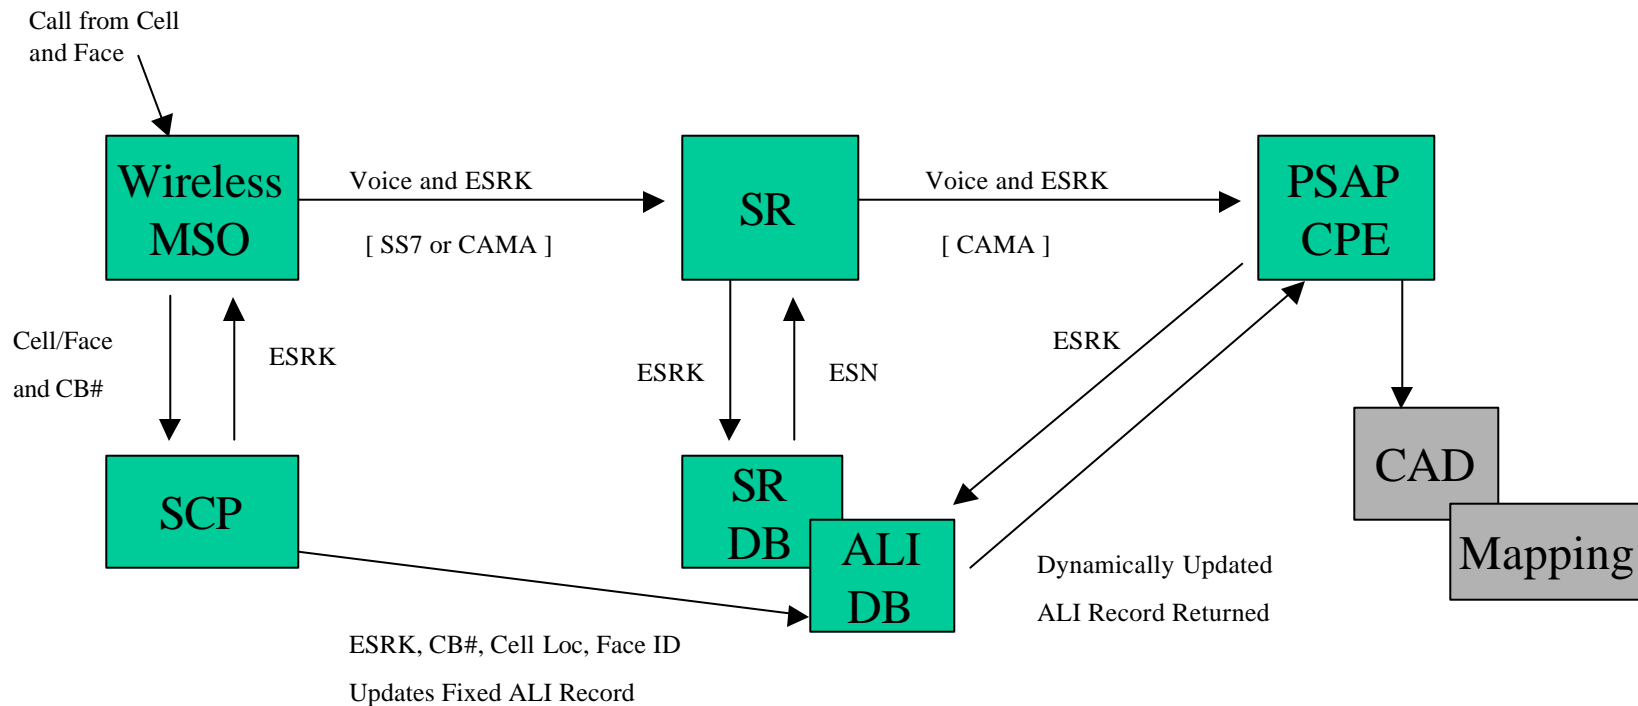 Call from Cell
and Face
Wireless
MSO
Voice and ESRK
[ SS7 or CAMA ]
SR
Voice and ESRK
[ CAMA ]
PSAP
CPE
Cell/Face
and CB#
ESRK
ESRK
ESN
ESRK
SCP
SR
DB
ALI
DB
CAD
Mapping
Dynamically Updated
ALI Record Returned
ESRK, CB#, Cell Loc, Face ID
Updates Fixed ALI Record